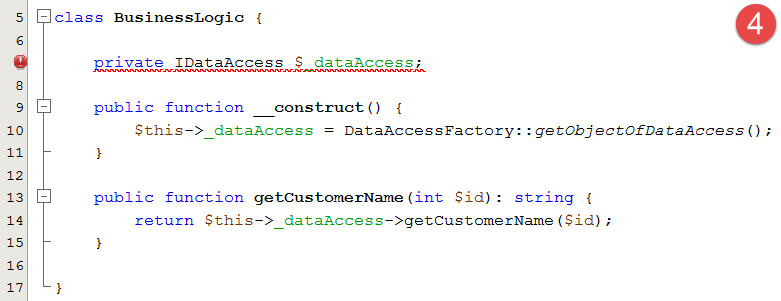 4
5 class BusinessLogic {
6
private IDataAccess $_dataAccess;
8
9 public function __construct() {
10 $this->_dataAccess = DataAccessFactory::getObjectOfDataAccess();
11 }
12
13 public function getCustomerName(int $id): string {
14 return $this->_dataAccess->getCustomerName($id);
15 }
16
17 }